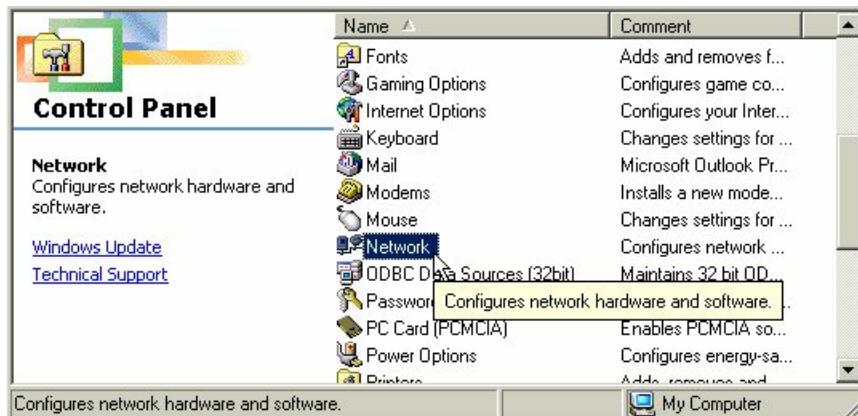 Control Panel
Network
Configures network hardware and
software.
Windows Update
Technical Support
Name Comment
Fonts Adds and removes f...
Gaming Options Configures game co...
Internet Options Configures your Inter...
Keyboard Changes settings for ...
Mail Microsoft Outlook Pr...
Modems Installs a new mode...
Mouse Changes settings for ...
Network Configures network ...
ODBC Data Sources (32bit) Maintains 32 bit OD...
Configures network hardware and software.
PC Card (PCMCIA) Enables PCMCIA so...
Power Options Configures energy-sa...
Printers Adds, removes and
Configures network hardware and software. My Computer